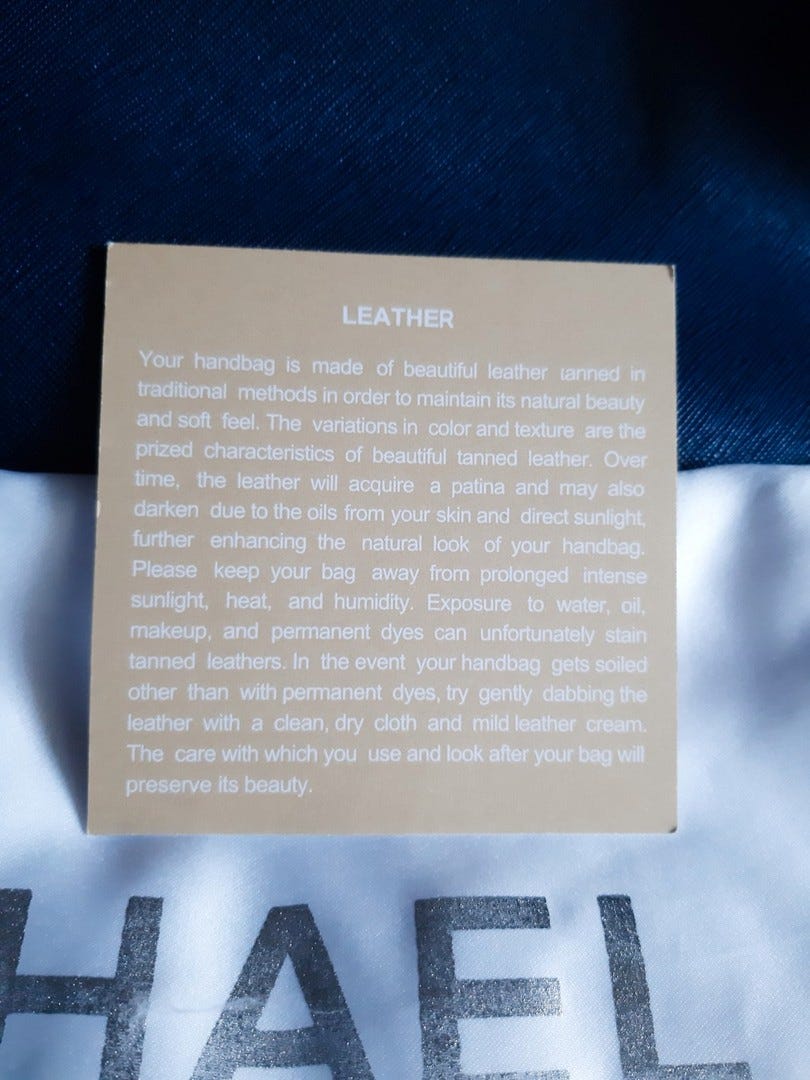 LEATHER
Your handbag is made of beautiful leather tanned in
traditional methods in order to maintain its natural beauty
and soft feel. The variations in color and texture are the
prized characteristics of beautiful tanned leather. Over
time, the leather will acquire a patina and may also
darken due to the oils from your skin and direct sunlight,
further enhancing the natural look of your handbag.
Please keep your bag away from prolonged intense
sunlight, heat, and humidity. Exposure to water, oil,
makeup, and permanent dyes can unfortunately stain
tanned leathers. In the event your handbag gets soiled
other than with permanent dyes, try gently dabbing the
leather with a clean, dry cloth and mild leather cream.
The care with which you use and look after your bag will
preserve its beauty.
HAEL